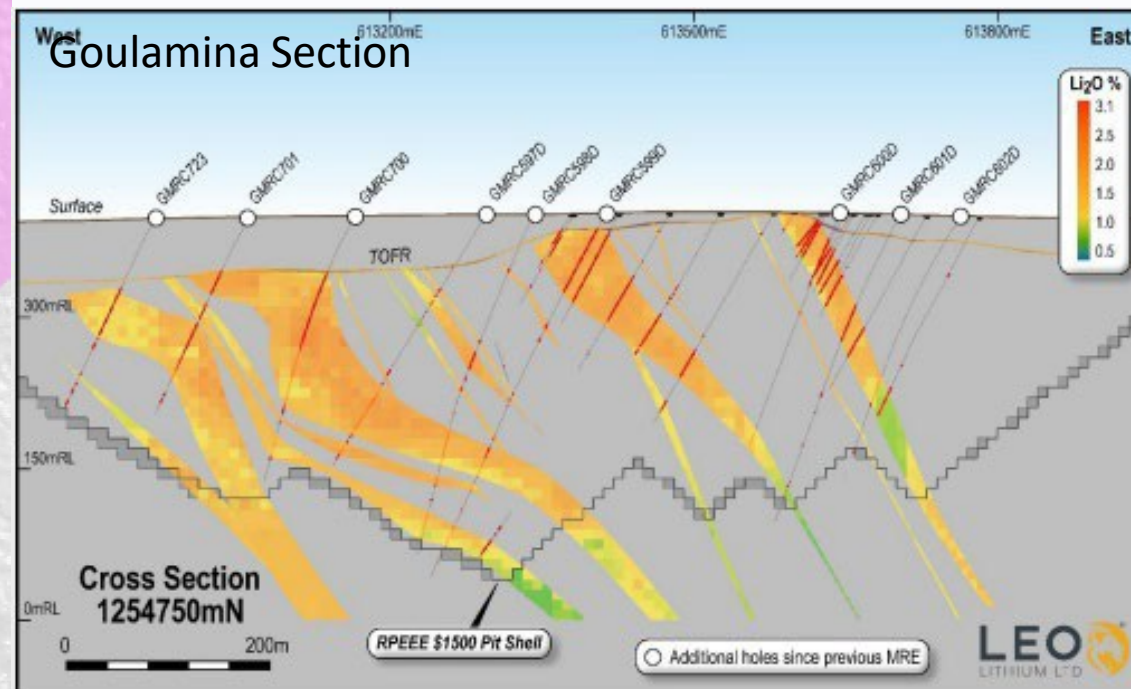 Goulamina Section
West
613200mE
613500mE
613800mE
East
Li₂O %
3.1
2.5
2.0
1.5
1.0
0.5
GMRC723
GMRC701
GMRC700
GMRC597D
GMRC598D
GMRC599D
GMRC600D
GMRC601D
GMRC602D
Surface
TOFR
300mRL
150mRL
0mRL
Cross Section
1254750mN
0
200m
RPEEE $1500 Pit Shell
Additional holes since previous MRE
LEO
LITHIUM LTD